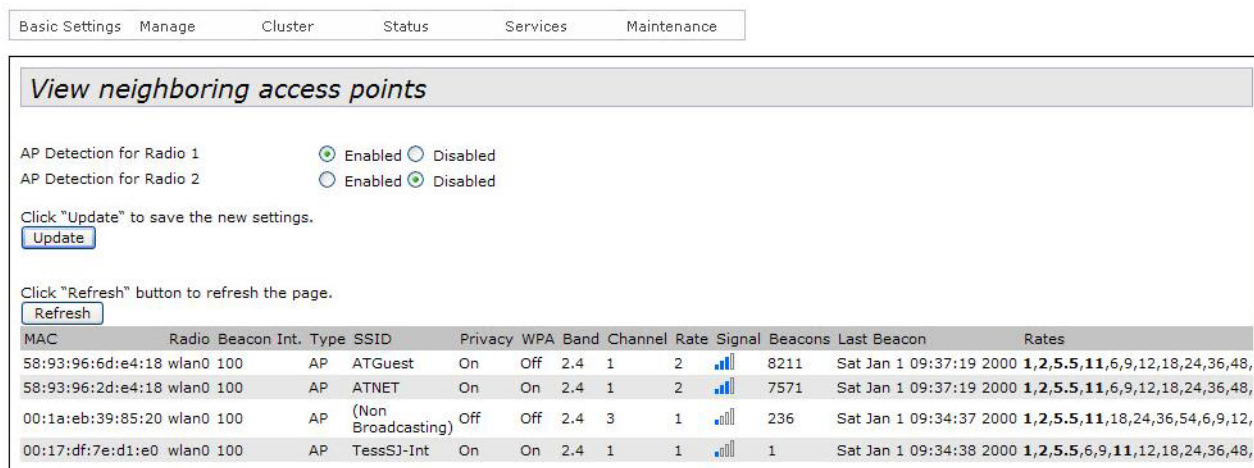 Basic Settings Manage Cluster Status Services Maintenance
View neighboring access points
AP Detection for Radio 1 Enabled Disabled
AP Detection for Radio 2 Enabled Disabled
Click "Update" to save the new settings.
Update
Click "Refresh" button to refresh the page.
Refresh
MAC Radio Beacon Int. Type SSID Privacy WPA Band Channel Rate Signal Beacons Last Beacon Rates
58:93:96:6d:e4:18 wlan0 100 AP ATGuest On Off 2.4 1 2 8211 Sat Jan 1 09:37:19 2000 1,2,5.5,11,6,9,12,18,24,36,48,
58:93:96:2d:e4:18 wlan0 100 AP ATNET On Off 2.4 1 2 7571 Sat Jan 1 09:37:19 2000 1,2,5.5,11,6,9,12,18,24,36,48,
00:1a:eb:39:85:20 wlan0 100 AP (Non Broadcasting) Off Off 2.4 3 1 236 Sat Jan 1 09:34:37 2000 1,2,5.5,11,18,24,36,54,6,9,12,
00:17:df:7e:d1:e0 wlan0 100 AP TessSJ-Int On On 2.4 1 1 1 Sat Jan 1 09:34:38 2000 1,2,5.5,6,9,11,12,18,24,36,48,